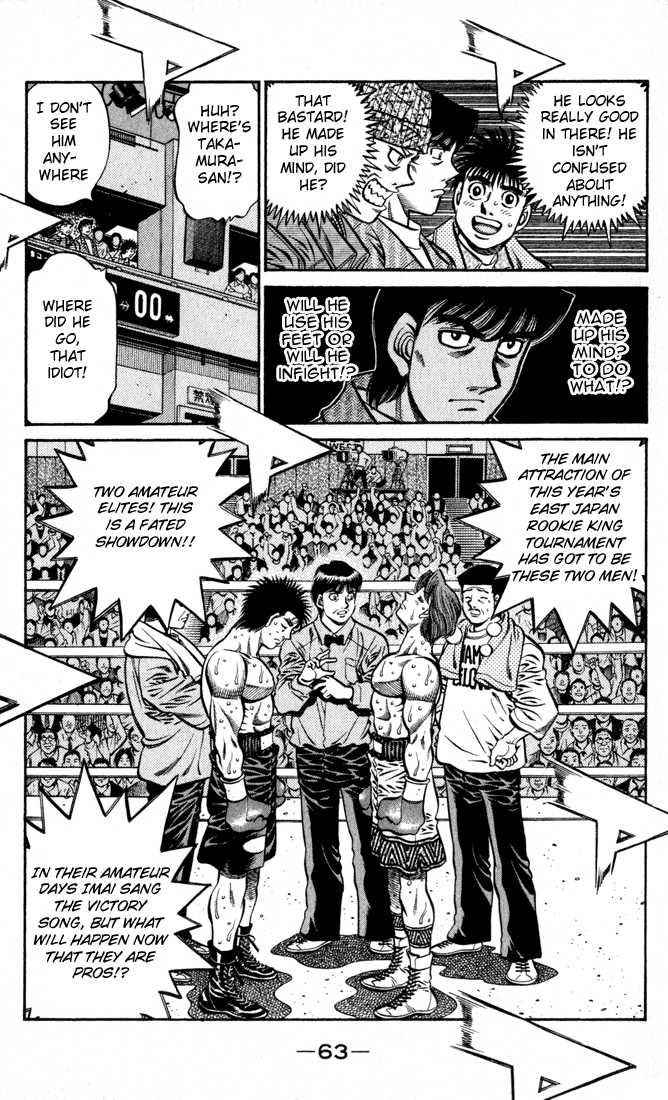 HE LOOKS
REALLY GOOD
IN THERE! HE
ISN'T
CONFUSED
ABOUT
ANYTHING!
THAT
BASTARD!
HE MADE
UP HIS
MIND, DID
HE?
HUH?
WHERE'S
TAKA-
MURA-
SAN!?
I DON'T
SEE
HIM
ANY-
WHERE
WHERE
DID HE
GO,
THAT
IDIOT!
00
MADE
UP HIS
MIND?
TO DO
WHAT!?
WILL HE
USE HIS
FEET OR
WILL HE
INFIGHT!?
THE MAIN
ATTRACTION OF
THIS YEAR'S
EAST JAPAN
ROOKIE KING
TOURNAMENT
HAS GOT TO BE
THESE TWO MEN!
TWO AMATEUR
ELITES! THIS
IS A FATED
SHOWDOWN!!
WEST
IN THEIR AMATEUR
DAYS IMAI SANG
THE VICTORY
SONG, BUT WHAT
WILL HAPPEN NOW
THAT THEY ARE
PROS!?
—63—